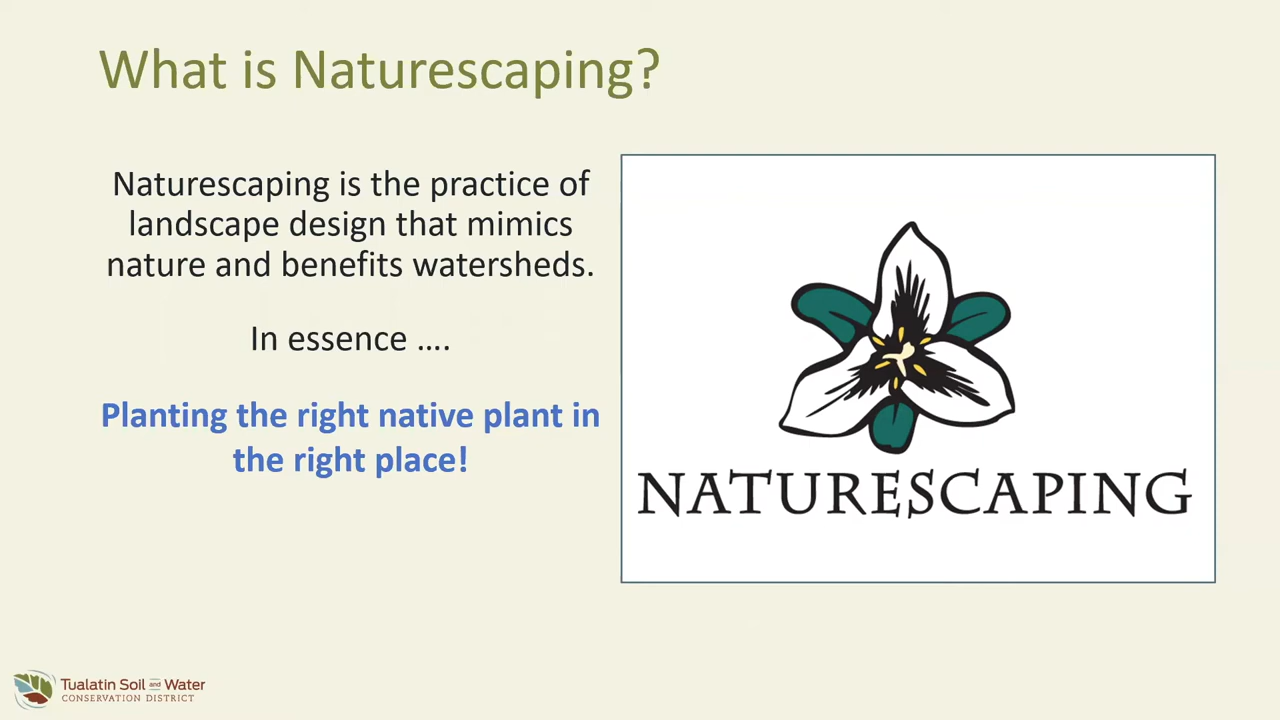 What is Naturescaping?
Naturescaping is the practice of
landscape design that mimics
nature and benefits watersheds.
In essence ....
Planting the right native plant in
the right place!
NATURESCAPING
Tualatin Soil and Water
CONSERVATION DISTRICT